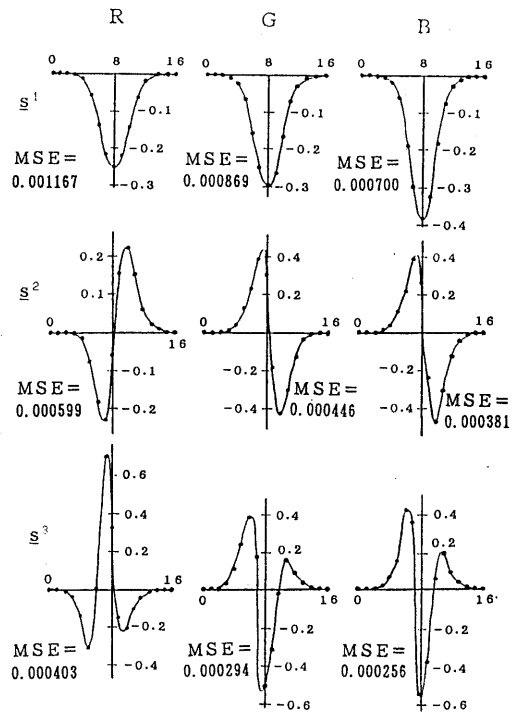 R G B
0 8 16 0 8 16 0 8 16
s¹
-0.1 -0.1 -0.1
-0.2 -0.2 -0.2
-0.3 -0.3 -0.3
-0.4
MSE= 0.001167
MSE= 0.000869
MSE= 0.000700
s²
0.2 0.4 0.4
0.1 0.2 0.2
0 16 0 16 0 16
-0.1 -0.2 -0.2
-0.2 -0.4 -0.4
MSE= 0.000599
MSE= 0.000446
MSE= 0.000381
s³
0.6
0.4 0.4 0.4
0.2 0.2 0.2
0 16 0 16 0 16
-0.2 -0.2 -0.2
-0.4 -0.4 -0.4
-0.6 -0.6
MSE= 0.000403
MSE= 0.000294
MSE= 0.000256